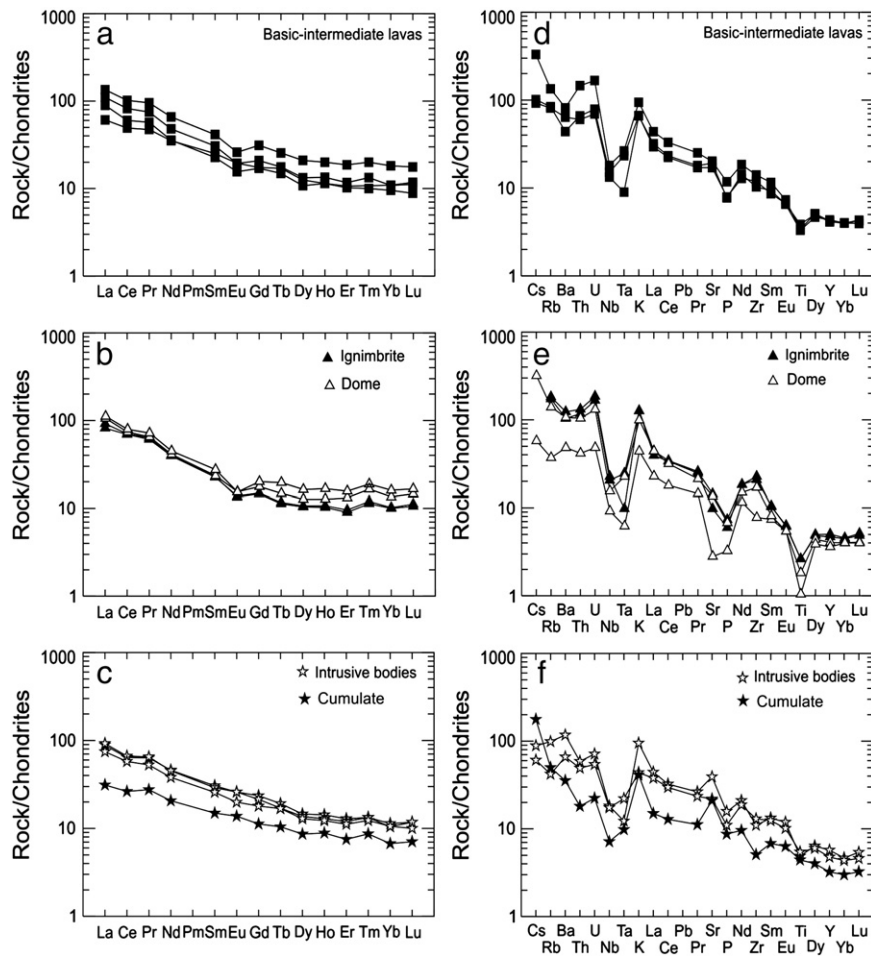 a
Basic-intermediate lavas
Rock/Chondrites
1000
100
10
1
La Ce Pr Nd PmSmEu Gd Tb Dy Ho Er Tm Yb Lu
d
Basic-intermediate lavas
Rock/Chondrites
1000
100
10
1
Cs Ba U Ta La Pb Sr Nd Sm Ti Y Lu
Rb Th Nb K Ce Pr P Zr Eu Dy Yb
b
Ignimbrite
Dome
Rock/Chondrites
1000
100
10
1
La Ce Pr Nd PmSmEu Gd Tb Dy Ho Er Tm Yb Lu
e
Ignimbrite
Dome
Rock/Chondrites
1000
100
10
1
Cs Ba U Ta La Pb Sr Nd Sm Ti Y Lu
Rb Th Nb K Ce Pr P Zr Eu Dy Yb
c
Intrusive bodies
Cumulate
Rock/Chondrites
1000
100
10
1
La Ce Pr Nd PmSmEu Gd Tb Dy Ho Er Tm Yb Lu
f
Intrusive bodies
Cumulate
Rock/Chondrites
1000
100
10
1
Cs Ba U Ta La Pb Sr Nd Sm Ti Y Lu
Rb Th Nb K Ce Pr P Zr Eu Dy Yb